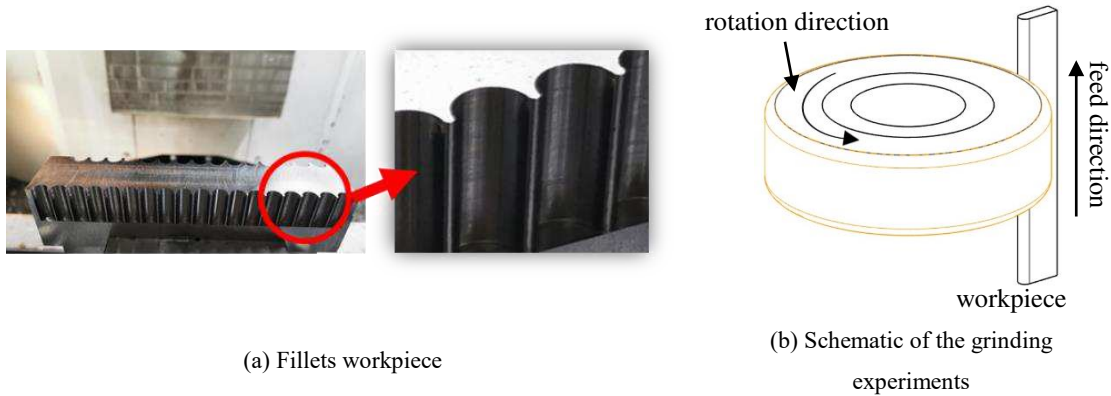 rotation direction
feed direction
workpiece
(a) Fillets workpiece
(b) Schematic of the grinding
experiments